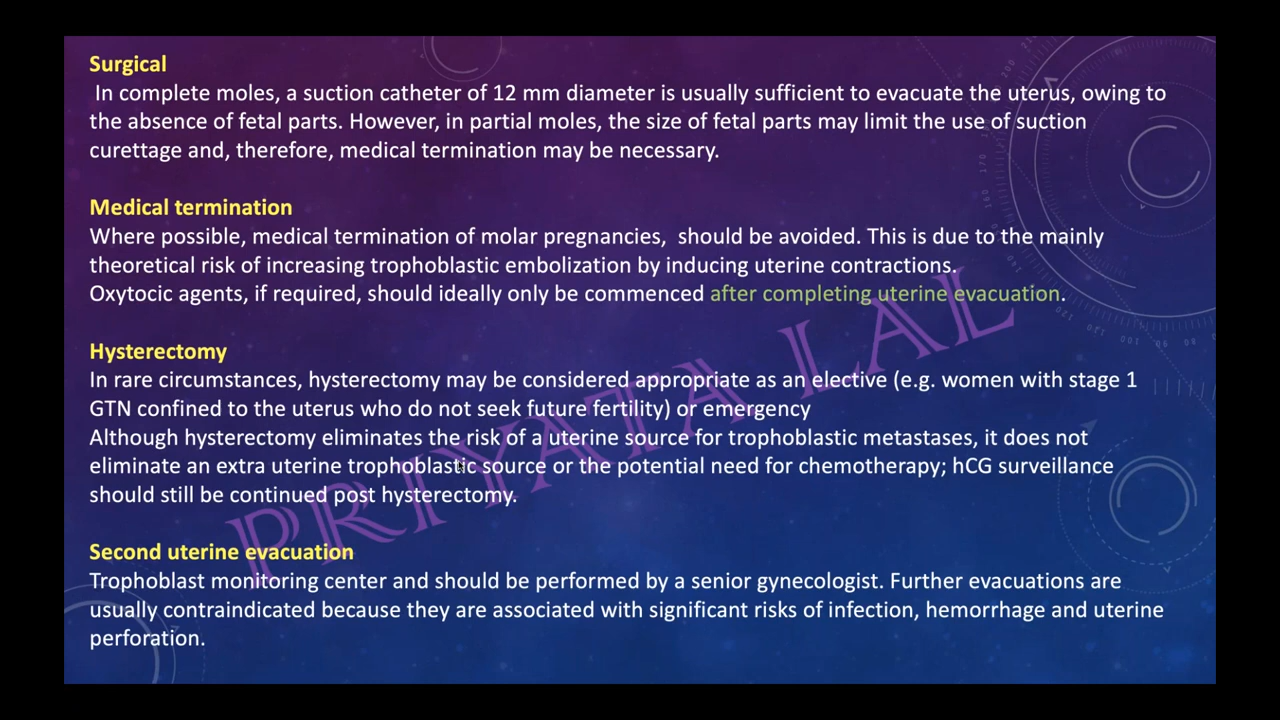 Surgical
In complete moles, a suction catheter of 12 mm diameter is usually sufficient to evacuate the uterus, owing to
the absence of fetal parts. However, in partial moles, the size of fetal parts may limit the use of suction
curettage and, therefore, medical termination may be necessary.
Medical termination
Where possible, medical termination of molar pregnancies,  should be avoided. This is due to the mainly
theoretical risk of increasing trophoblastic embolization by inducing uterine contractions.
Oxytocic agents, if required, should ideally only be commenced after completing uterine evacuation.
Hysterectomy
In rare circumstances, hysterectomy may be considered appropriate as an elective (e.g. women with stage 1
GTN confined to the uterus who do not seek future fertility) or emergency
Although hysterectomy eliminates the risk of a uterine source for trophoblastic metastases, it does not
eliminate an extra uterine trophoblastic source or the potential need for chemotherapy; hCG surveillance
should still be continued post hysterectomy.
Second uterine evacuation
Trophoblast monitoring center and should be performed by a senior gynecologist. Further evacuations are
usually contraindicated because they are associated with significant risks of infection, hemorrhage and uterine
perforation.
PRIYATA LAL